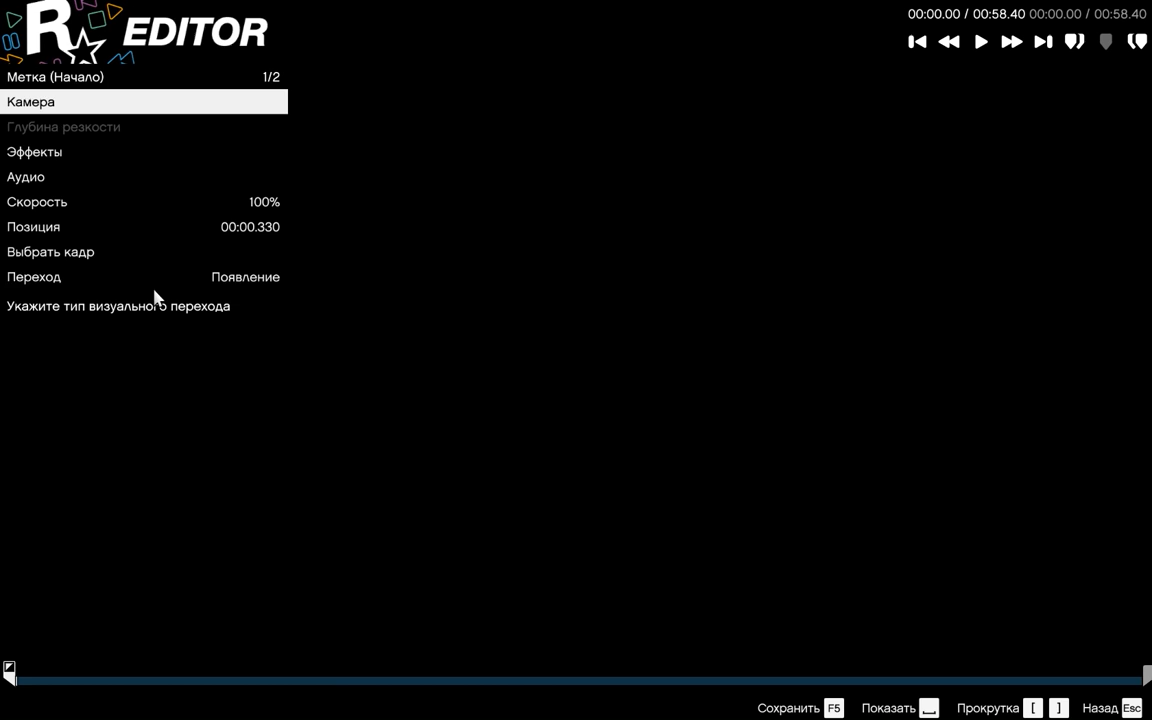 R EDITOR
00:00.00 / 00:58.40 00:00.00 / 00:58.40
Метка (Начало) 1/2
Камера
Глубина резкости
Эффекты
Аудио
Скорость 100%
Позиция 00:00.330
Выбрать кадр
Переход Появление
Укажите тип визуального перехода
Сохранить F5 Показать Прокрутка [ ] Назад Esc